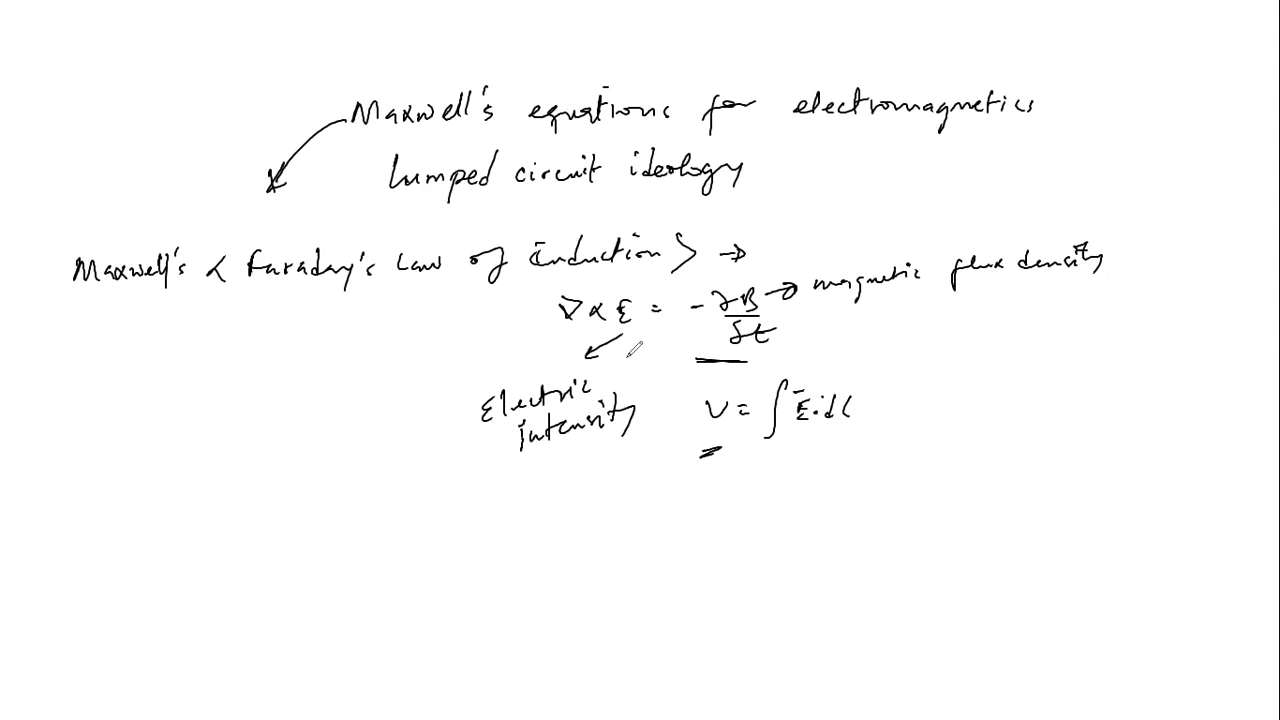 Maxwell's equations for electromagnetics
lumped circuit ideology
Maxwell's < Faraday's Law of Induction > →
∇ × E = - ∂B/∂t → magnetic flux density
Electric
intensity
V = ∫ Ē·dl